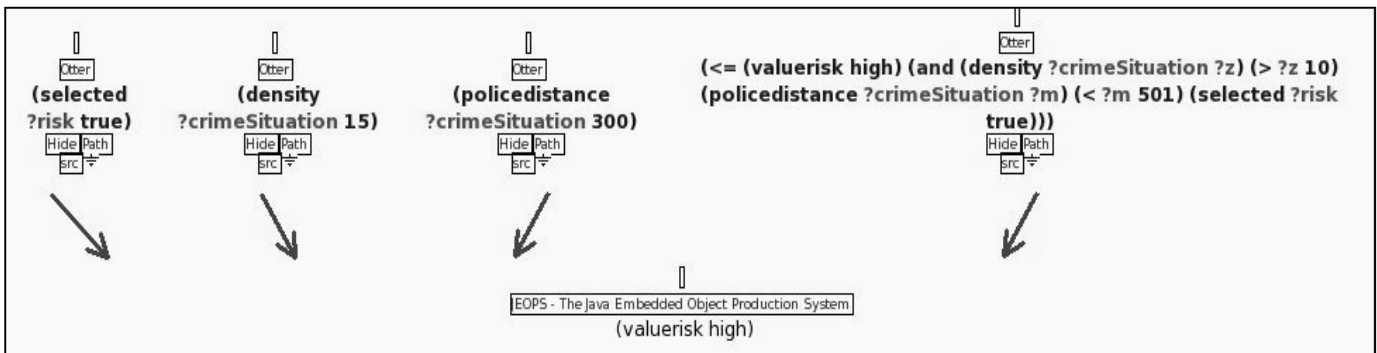 Otter
(selected
?risk true)
Hide Path
src
Otter
(density
?crimeSituation 15)
Hide Path
src
Otter
(policedistance
?crimeSituation 300)
Hide Path
src
Otter
(<= (valuerisk high) (and (density ?crimeSituation ?z) (> ?z 10)
(policedistance ?crimeSituation ?m) (< ?m 501) (selected ?risk
true)))
Hide Path
src
JEOPS - The Java Embedded Object Production System
(valuerisk high)